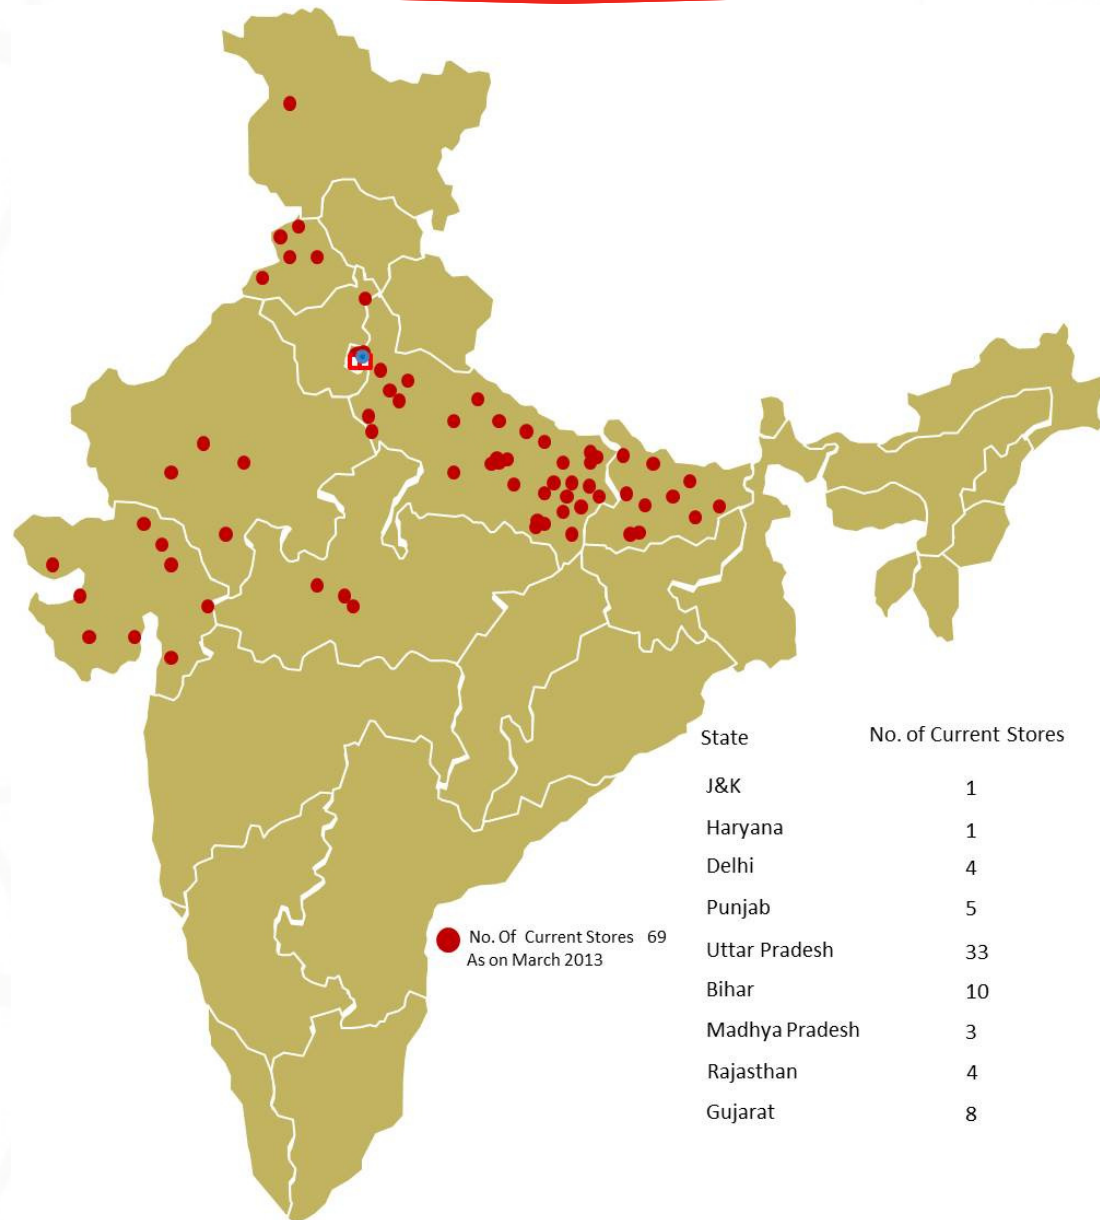 State No. of Current Stores
J&K 1
Haryana 1
Delhi 4
Punjab 5
No. Of Current Stores 69
As on March 2013
Uttar Pradesh 33
Bihar 10
Madhya Pradesh 3
Rajasthan 4
Gujarat 8